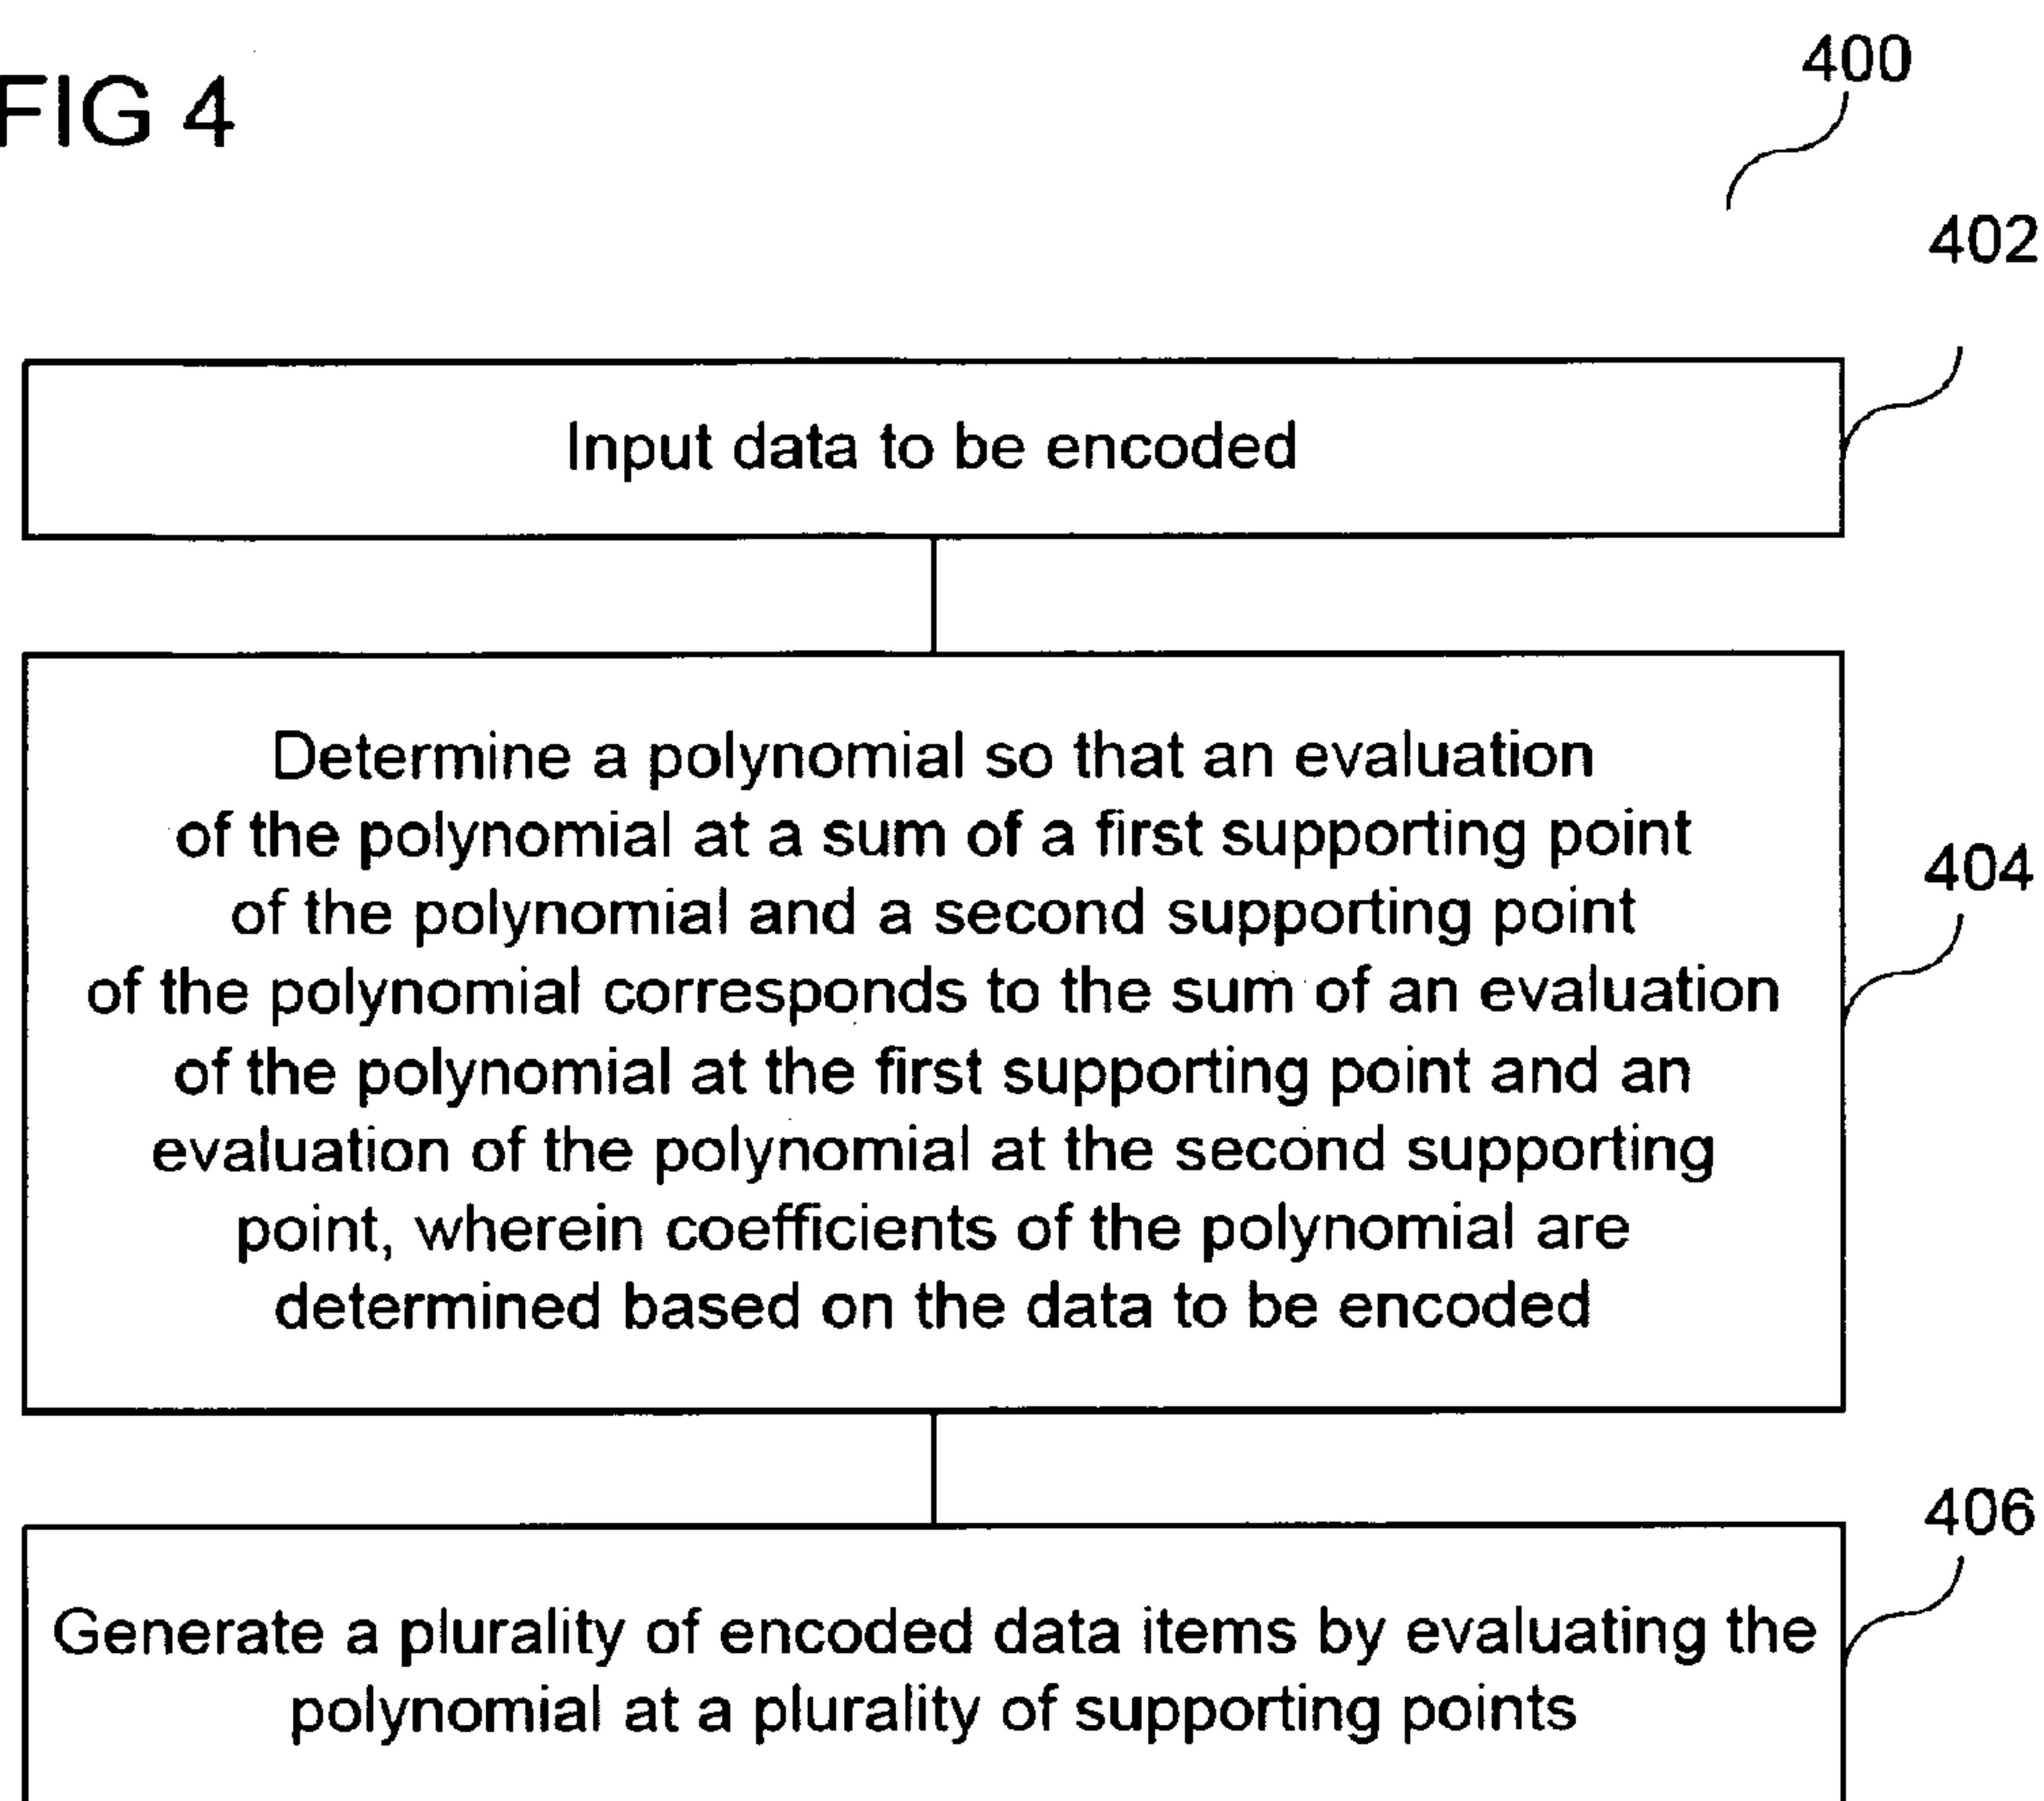 FIG 4
400
402
Input data to be encoded
Determine a polynomial so that an evaluation
of the polynomial at a sum of a first supporting point
of the polynomial and a second supporting point
of the polynomial corresponds to the sum of an evaluation
of the polynomial at the first supporting point and an
evaluation of the polynomial at the second supporting
point, wherein coefficients of the polynomial are
determined based on the data to be encoded
404
406
Generate a plurality of encoded data items by evaluating the
polynomial at a plurality of supporting points